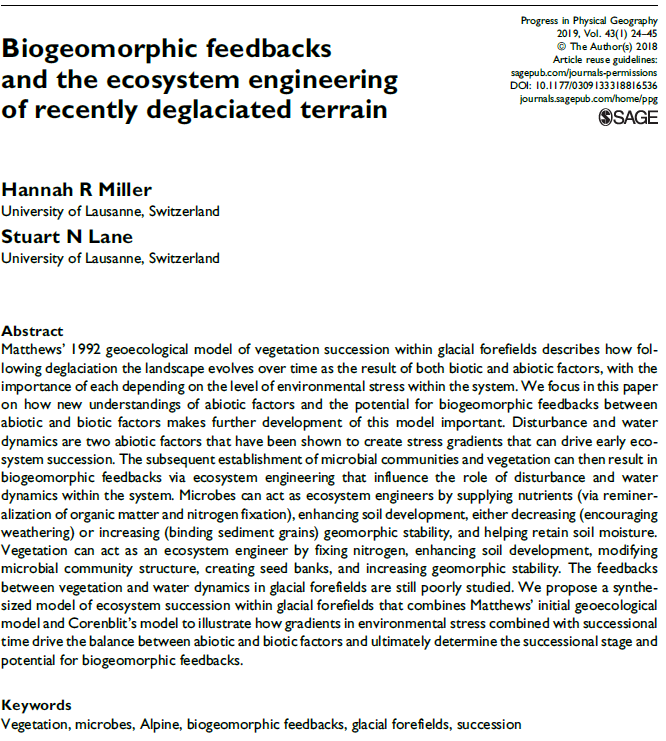 Progress in Physical Geography
2019, Vol. 43(1) 24–45
© The Author(s) 2018
Article reuse guidelines:
sagepub.com/journals-permissions
DOI: 10.1177/0309133318816536
journals.sagepub.com/home/ppg
SAGE
Biogeomorphic feedbacks
and the ecosystem engineering
of recently deglaciated terrain
Hannah R Miller
University of Lausanne, Switzerland
Stuart N Lane
University of Lausanne, Switzerland
Abstract
Matthews’ 1992 geoecological model of vegetation succession within glacial forefields describes how fol-
lowing deglaciation the landscape evolves over time as the result of both biotic and abiotic factors, with the
importance of each depending on the level of environmental stress within the system. We focus in this paper
on how new understandings of abiotic factors and the potential for biogeomorphic feedbacks between
abiotic and biotic factors makes further development of this model important. Disturbance and water
dynamics are two abiotic factors that have been shown to create stress gradients that can drive early eco-
system succession. The subsequent establishment of microbial communities and vegetation can then result in
biogeomorphic feedbacks via ecosystem engineering that influence the role of disturbance and water
dynamics within the system. Microbes can act as ecosystem engineers by supplying nutrients (via reminer-
alization of organic matter and nitrogen fixation), enhancing soil development, either decreasing (encouraging
weathering) or increasing (binding sediment grains) geomorphic stability, and helping retain soil moisture.
Vegetation can act as an ecosystem engineer by fixing nitrogen, enhancing soil development, modifying
microbial community structure, creating seed banks, and increasing geomorphic stability. The feedbacks
between vegetation and water dynamics in glacial forefields are still poorly studied. We propose a synthe-
sized model of ecosystem succession within glacial forefields that combines Matthews’ initial geoecological
model and Corenblit’s model to illustrate how gradients in environmental stress combined with successional
time drive the balance between abiotic and biotic factors and ultimately determine the successional stage and
potential for biogeomorphic feedbacks.
Keywords
Vegetation, microbes, Alpine, biogeomorphic feedbacks, glacial forefields, succession